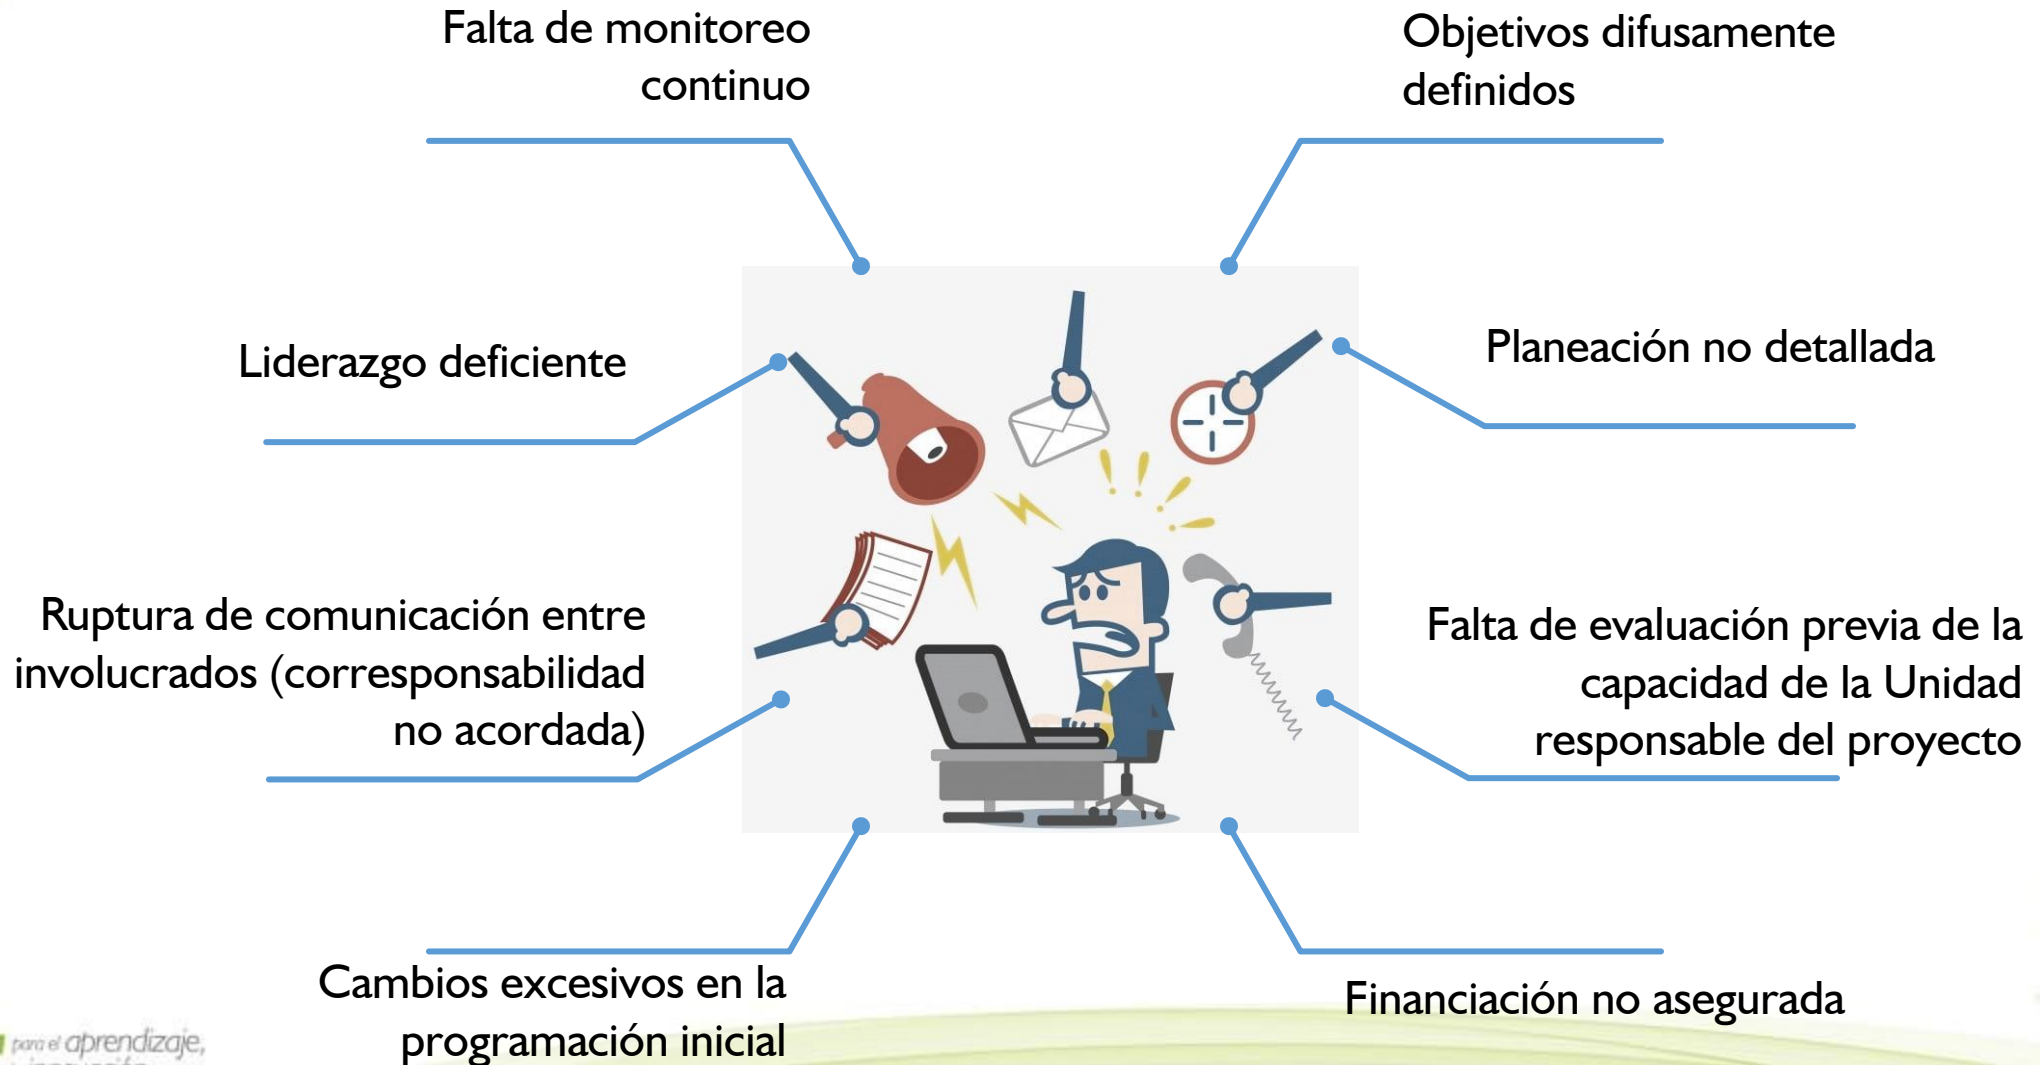 Falta de monitoreo
continuo
Objetivos difusamente
definidos
Liderazgo deficiente
Planeación no detallada
Ruptura de comunicación entre
involucrados (corresponsabilidad
no acordada)
Falta de evaluación previa de la
capacidad de la Unidad
responsable del proyecto
Cambios excesivos en la
programación inicial
Financiación no asegurada
para el aprendizaje,